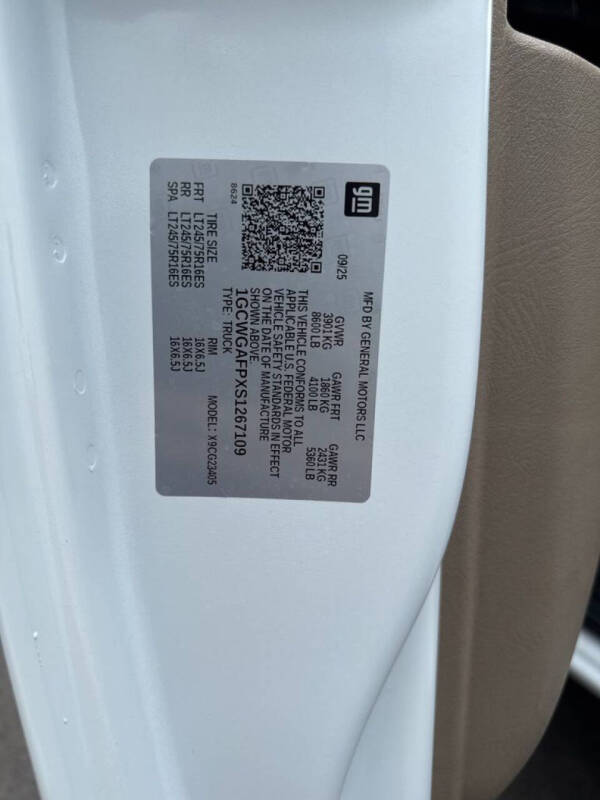 gm
MFD BY GENERAL MOTORS LLC
09/25
GVWR GAWR FRT GAWR RR
3901 KG 1860 KG 2431 KG
8600 LB 4100 LB 5360 LB
THIS VEHICLE CONFORMS TO ALL
APPLICABLE U.S. FEDERAL MOTOR
VEHICLE SAFETY STANDARDS IN EFFECT
ON THE DATE OF MANUFACTURE
SHOWN ABOVE.
1GCWGAFPXS1267109
TYPE: TRUCK
8624
MODEL: X9CG23405
TIRE SIZE RIM
FRT LT245/75R16ES 16X6.5J
RR LT245/75R16ES 16X6.5J
SPA LT245/75R16ES 16X6.5J